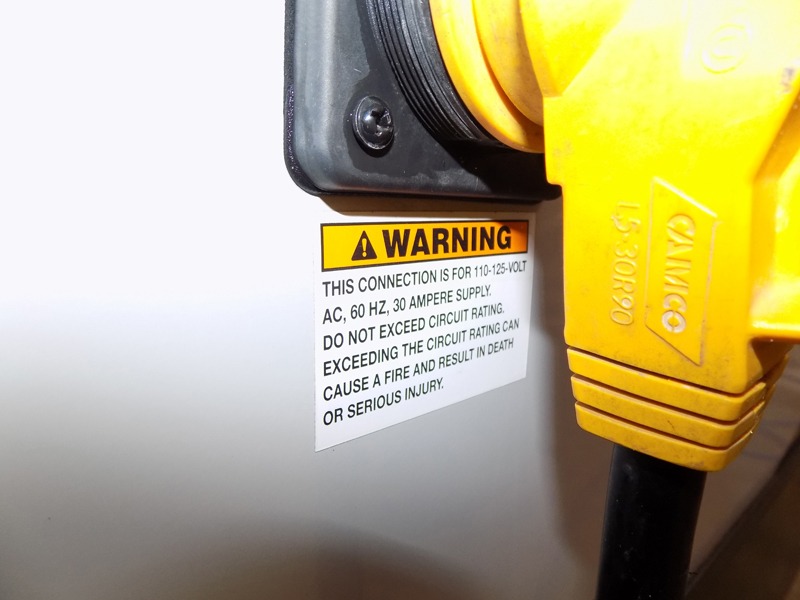 WARNING
THIS CONNECTION IS FOR 110-125-VOLT
AC, 60 HZ, 30 AMPERE SUPPLY.
DO NOT EXCEED CIRCUIT RATING.
EXCEEDING THE CIRCUIT RATING CAN
CAUSE A FIRE AND RESULT IN DEATH
OR SERIOUS INJURY.
CAMCO
L5-30R90